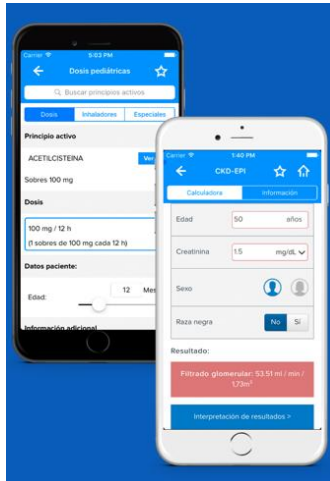 Carrier 5:03 PM
Dosis pediátricas
Buscar principios activos
Dosis Inhaladores Especiales
Principio activo
ACETILCISTEINA
Sobres 100 mg
Dosis
100 mg / 12 h
(1 sobres de 100 mg cada 12 h)
Datos paciente:
Edad: 12
Información adicional
Carrier 1:40 PM
CKD-EPI
Calculadora Información
Edad 50 años
Creatinina 1.5 mg/dL
Sexo
Raza negra No Sí
Resultado:
Filtrado glomerular: 53.51 ml / min /
1,73m²
Interpretación de resultados >